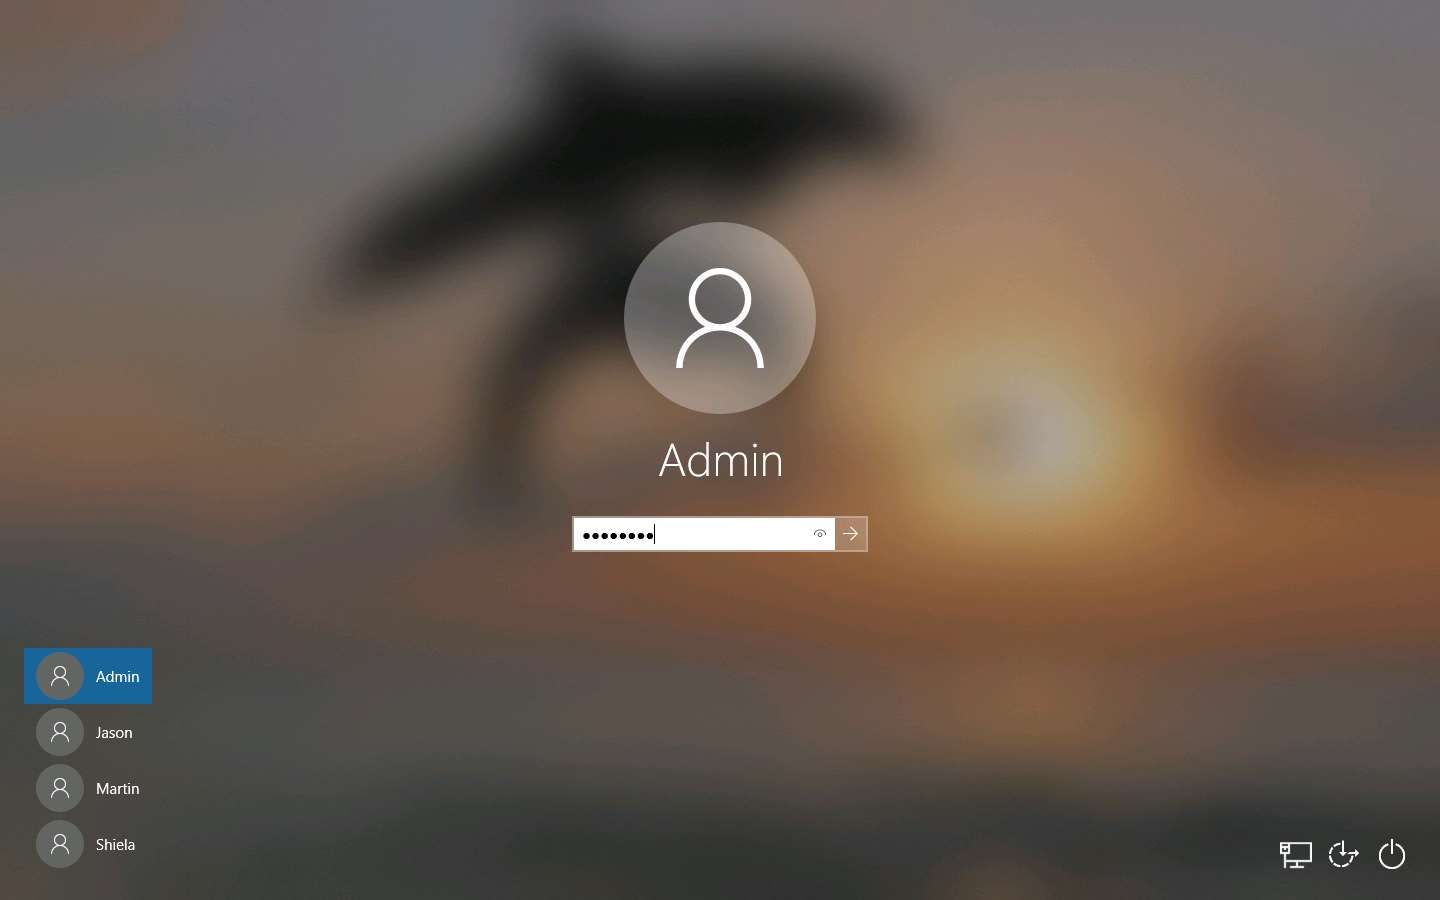 Admin
••••••••
Admin
Jason
Martin
Shiela